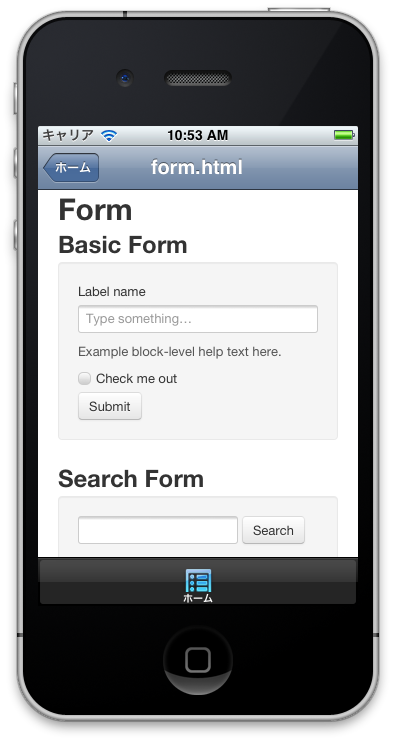 キャリア 10:53 AM
ホーム form.html
Form
Basic Form
Label name
Type something…
Example block-level help text here.
Check me out
Submit
Search Form
Search
ホーム